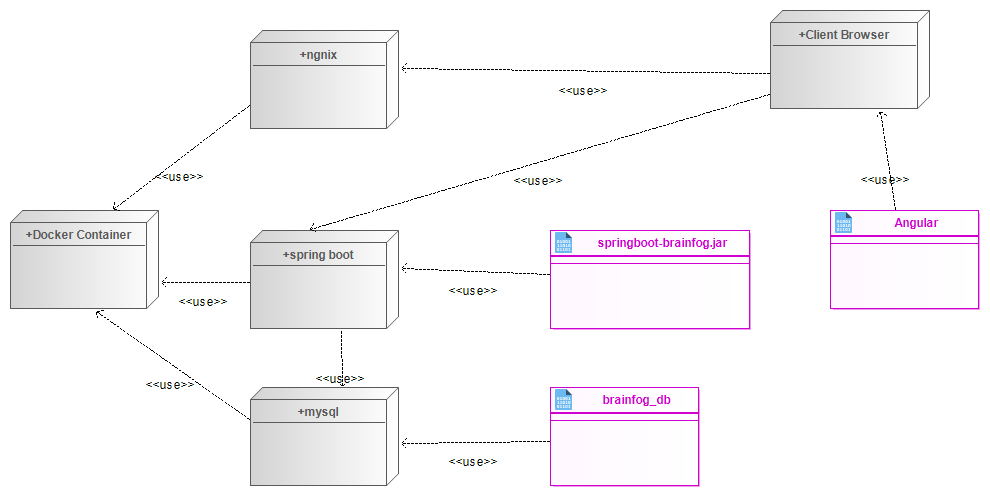 +Client Browser
+ngnix
<<use>>
<<use>>
<<use>>
<<use>>
+Docker Container
Angular
+spring boot
springboot-brainfog.jar
<<use>>
<<use>>
<<use>>
<<use>>
+mysql
brainfog_db
<<use>>